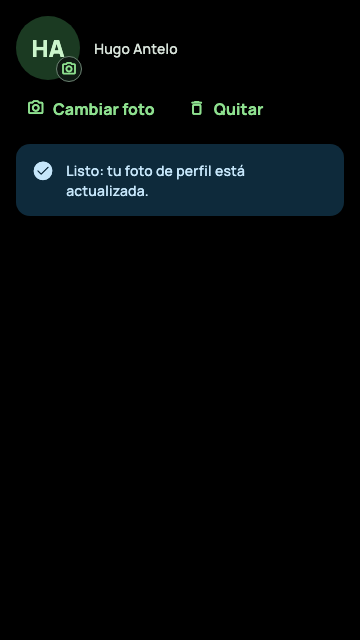 HA
Hugo Antelo
Cambiar foto
Quitar
Listo: tu foto de perfil está
actualizada.